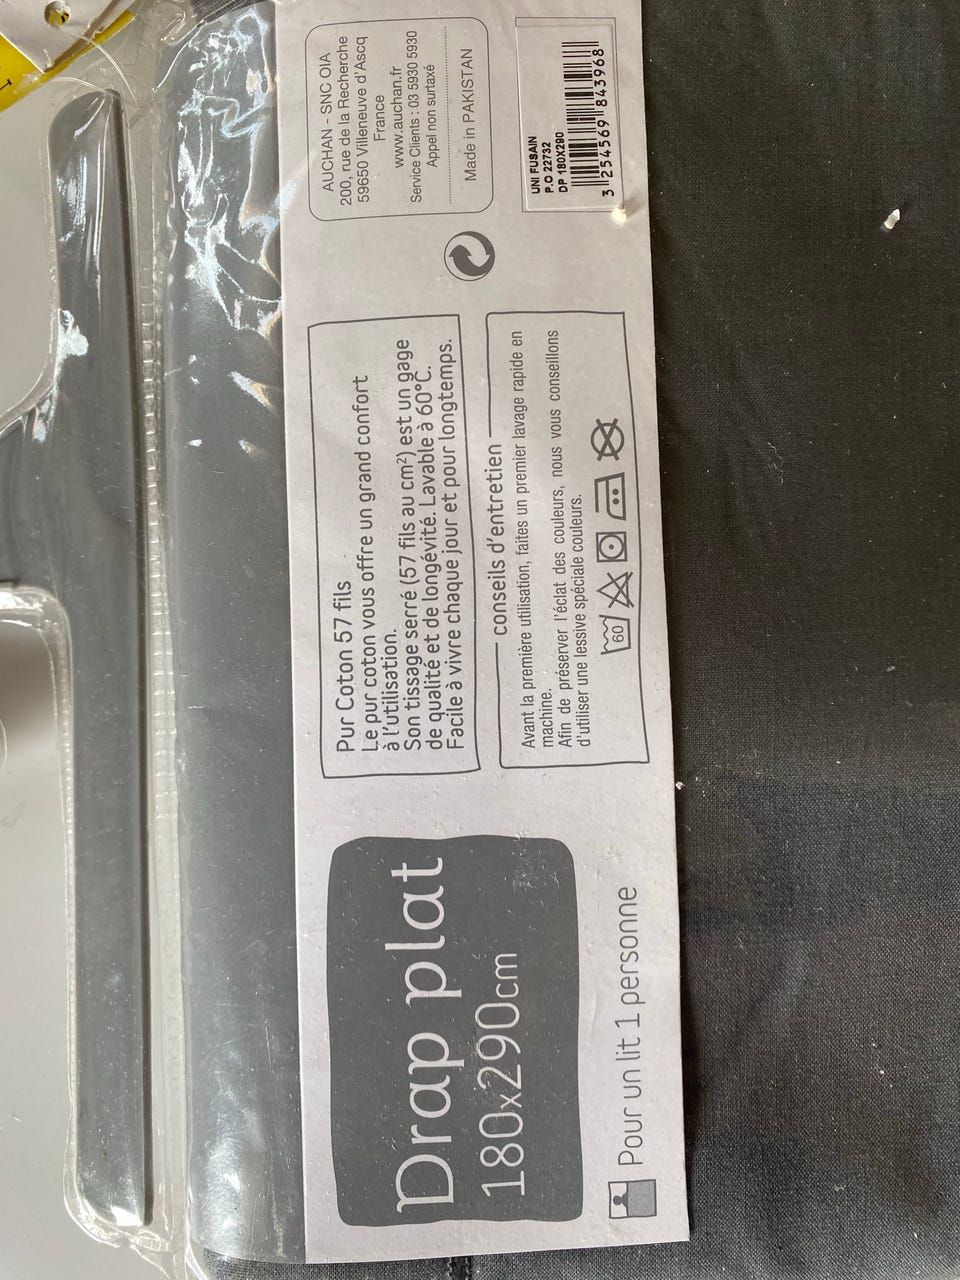 Drap plat
180x290cm
Pour un lit 1 personne
Pur Coton 57 fils
Le pur coton vous offre un grand confort
à l'utilisation.
Son tissage serré (57 fils au cm²) est un gage
de qualité et de longévité. Lavable à 60°C.
Facile à vivre chaque jour et pour longtemps.
conseils d'entretien
Avant la première utilisation, faites un premier lavage rapide en
machine.
Afin de préserver l'éclat des couleurs, nous vous conseillons
d'utiliser une lessive spéciale couleurs.
60
AUCHAN - SNC OIA
200, rue de la Recherche
59650 Villeneuve d'Ascq
France
www.auchan.fr
Service Clients : 03 5930 5930
Appel non surtaxé
Made in PAKISTAN
UNI FUSAIN
P.O 22732
DP 180X290
3 254569 843968